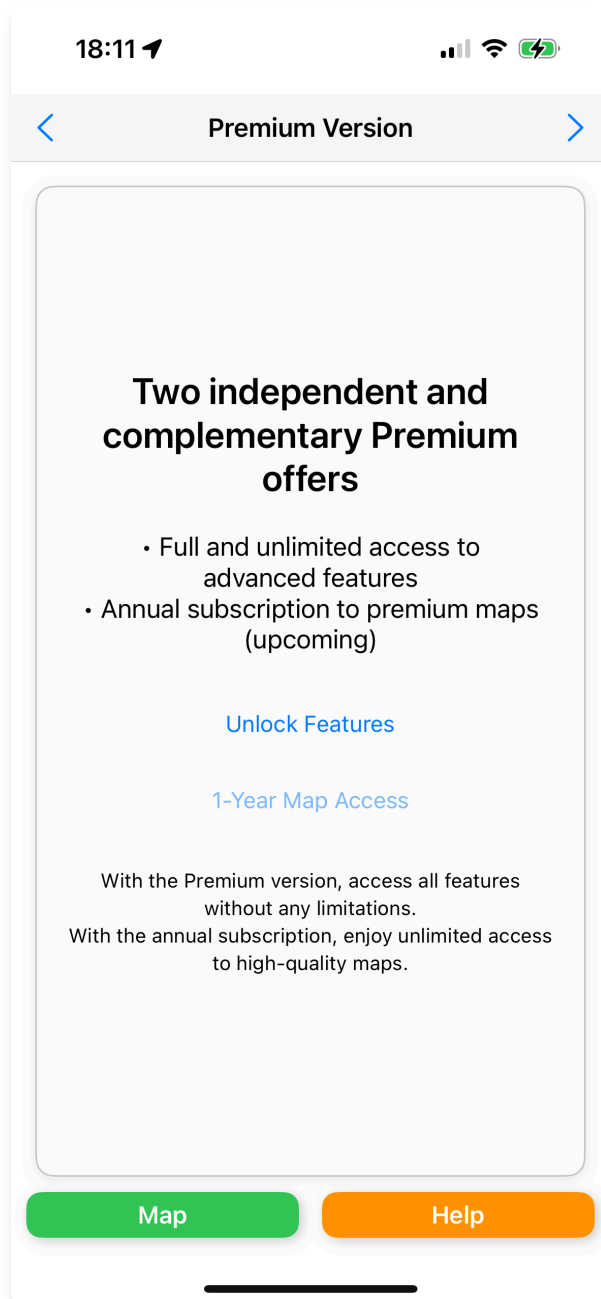 18:11
Premium Version
Two independent and
complementary Premium
offers
• Full and unlimited access to
advanced features
• Annual subscription to premium maps
(upcoming)
Unlock Features
1-Year Map Access
With the Premium version, access all features
without any limitations.
With the annual subscription, enjoy unlimited access
to high-quality maps.
Map
Help